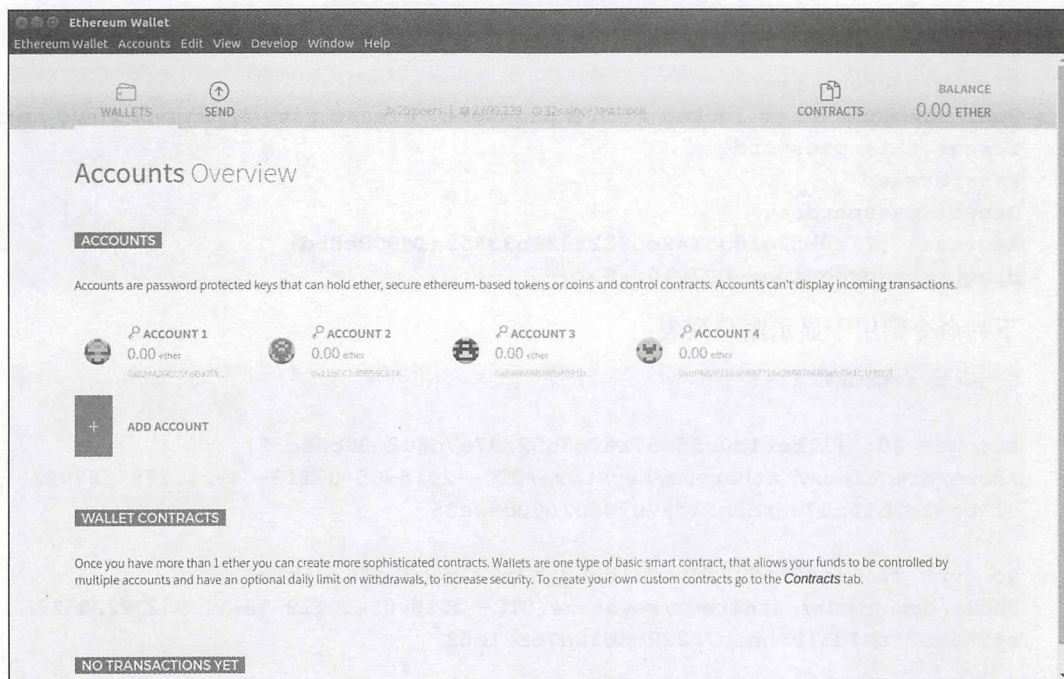 Ethereum Wallet
Ethereum Wallet Accounts Edit View Develop Window Help
WALLETS
SEND
CONTRACTS
BALANCE
0.00 ETHER
Accounts Overview
ACCOUNTS
Accounts are password protected keys that can hold ether, secure ethereum-based tokens or coins and control contracts. Accounts can't display incoming transactions.
ACCOUNT 1
0.00 ether
ACCOUNT 2
0.00 ether
ACCOUNT 3
0.00 ether
ACCOUNT 4
0.00 ether
+ ADD ACCOUNT
WALLET CONTRACTS
Once you have more than 1 ether you can create more sophisticated contracts. Wallets are one type of basic smart contract, that allows your funds to be controlled by
multiple accounts and have an optional daily limit on withdrawals, to increase security. To create your own custom contracts go to the Contracts tab.
NO TRANSACTIONS YET